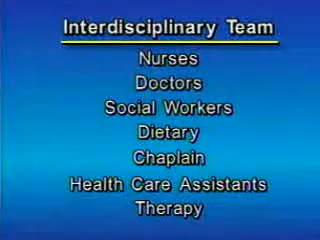 Interdisciplinary Team
Nurses
Doctors
Social Workers
Dietary
Chaplain
Health Care Assistants
Therapy